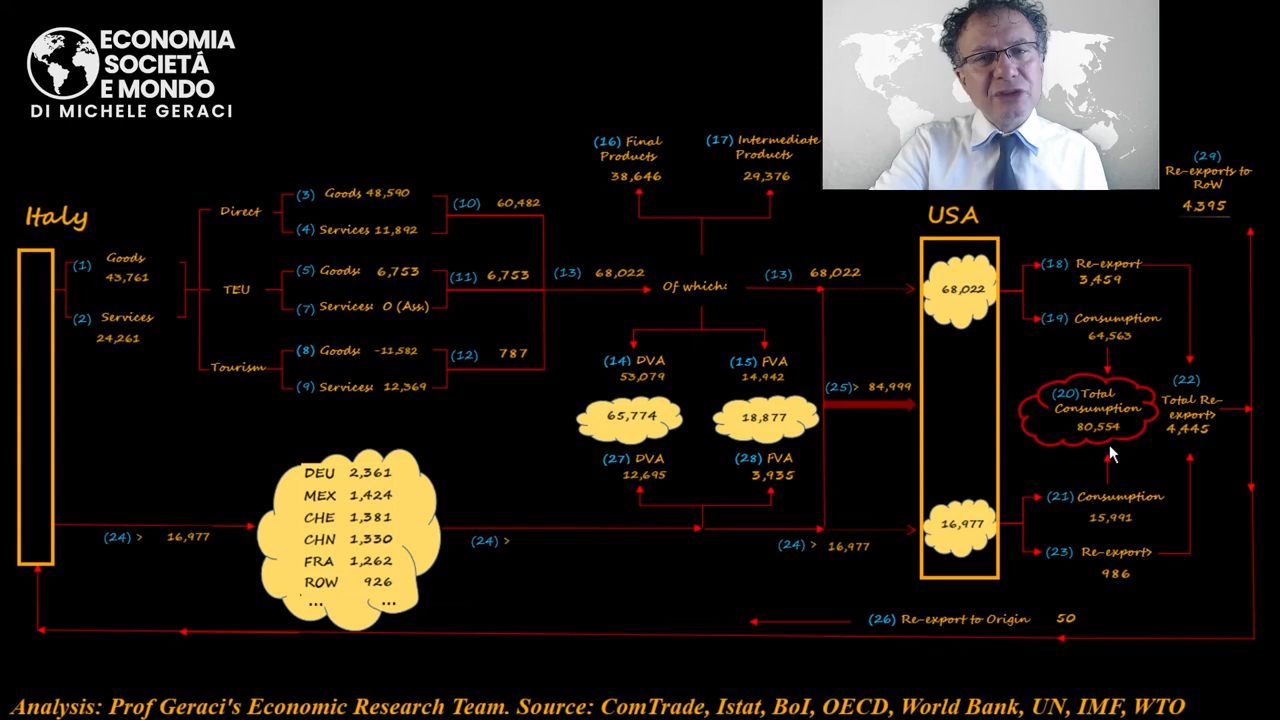 ECONOMIA
SOCIETÁ
E MONDO
DI MICHELE GERACI
(16) Final
Products
38,646
(17) Intermediate
Products
29,376
(29)
Re-exports to
RoW
4395
Italy
USA
(1) Goods
43,761
(2) Services
24,261
Direct
(3) Goods 48,590
(4) Services 11,892
(10) 60,482
TEU
(5) Goods: 6,753
(7) Services: 0 (Ass.)
(11) 6,753
Tourism
(8) Goods: -11,582
(9) Services: 12,369
(12) 787
(13) 68,022
Of which:
(13) 68,022
68,022
(18) Re-export
3,459
(19) Consumption
64,563
(14) DVA
53,079
(15) FVA
14,942
65,774
18,877
(27) DVA
12,695
(28) FVA
3,935
(25)> 84,999
(20) Total
Consumption
80,554
(22)
Total Re-
export>
4,445
DEU 2,361
MEX 1,424
CHE 1,381
CHN 1,330
FRA 1,262
ROW 926
... ...
(24) > 16,977
(24) >
(24) > 16,977
16,977
(21) Consumption
15,991
(23) Re-export>
986
(26) Re-export to Origin 50
Analysis: Prof Geraci's Economic Research Team. Source: ComTrade, Istat, BoI, OECD, World Bank, UN, IMF, WTO